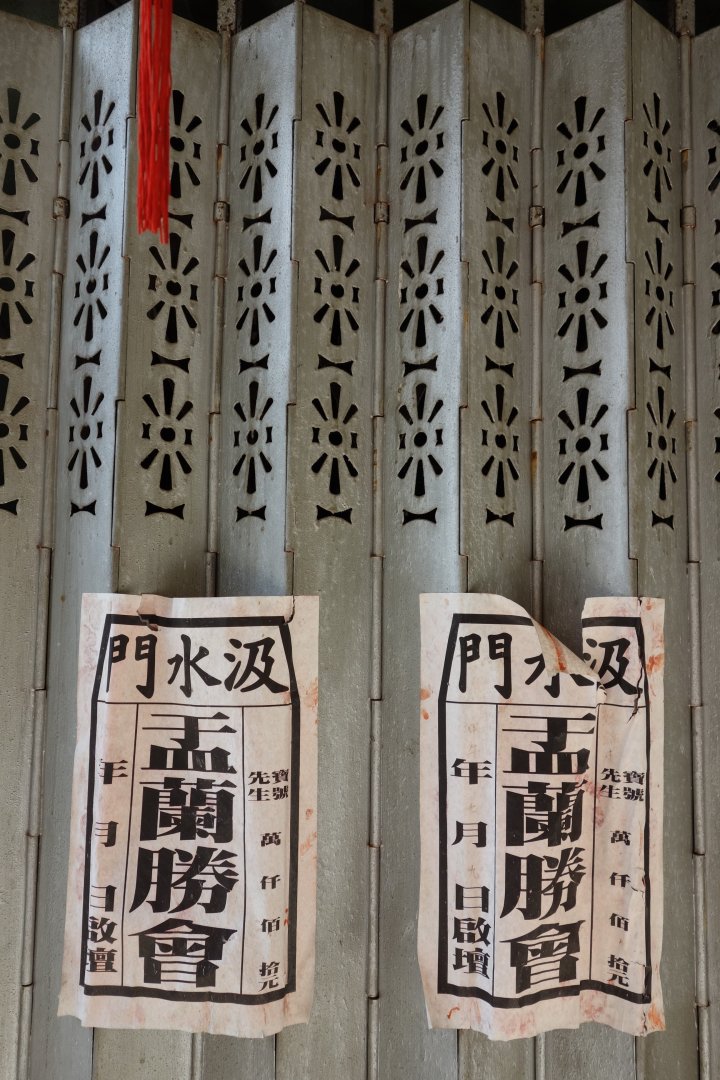 汲水門
寶號
先生
萬仟佰拾元
盂蘭勝會
年月日啟壇
汲水門
寶號
先生
萬仟佰拾元
盂蘭勝會
年月日啟壇